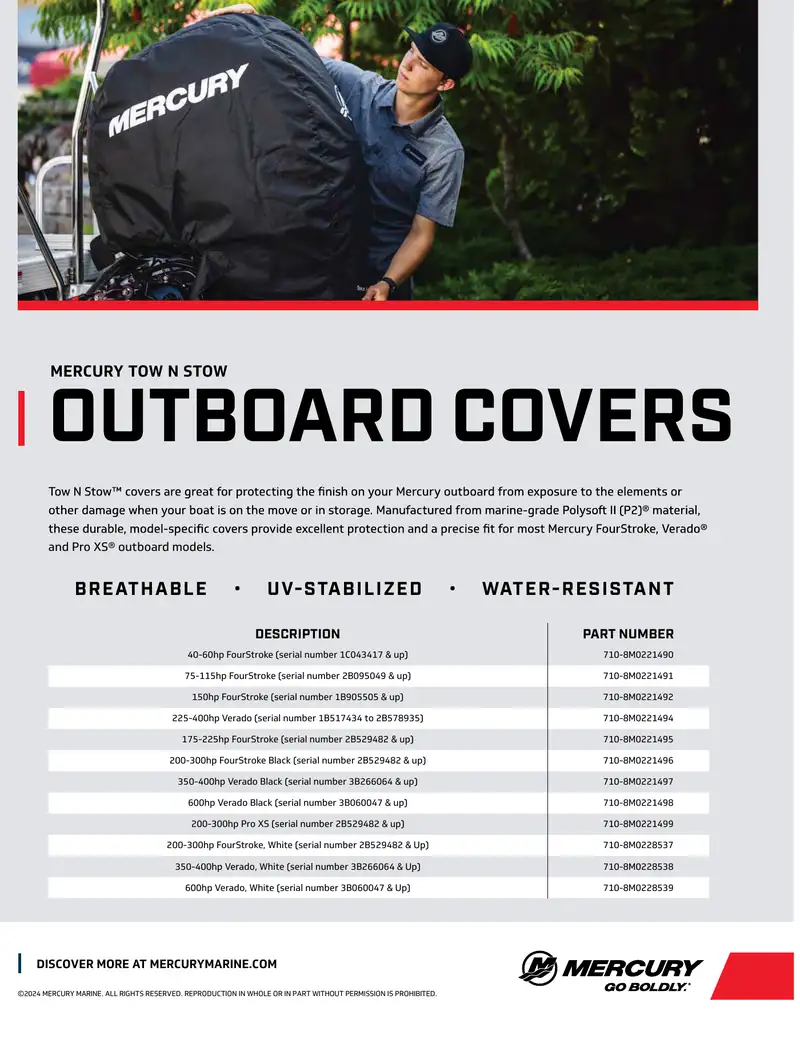 MERCURY
MERCURY TOW N STOW
OUTBOARD COVERS
Tow N Stow™ covers are great for protecting the finish on your Mercury outboard from exposure to the elements or
other damage when your boat is on the move or in storage. Manufactured from marine-grade Polysoft II (P2)® material,
these durable, model-specific covers provide excellent protection and a precise fit for most Mercury FourStroke, Verado®
and Pro XS® outboard models.
BREATHABLE • UV-STABILIZED • WATER-RESISTANT
DESCRIPTION PART NUMBER
40-60hp FourStroke (serial number 1C043417 & up) 710-8M0221490
75-115hp FourStroke (serial number 2B095049 & up) 710-8M0221491
150hp FourStroke (serial number 1B905505 & up) 710-8M0221492
225-400hp Verado (serial number 1B517434 to 2B578935) 710-8M0221494
175-225hp FourStroke (serial number 2B529482 & up) 710-8M0221495
200-300hp FourStroke Black (serial number 2B529482 & up) 710-8M0221496
350-400hp Verado Black (serial number 3B266064 & up) 710-8M0221497
600hp Verado Black (serial number 3B060047 & up) 710-8M0221498
200-300hp Pro XS (serial number 2B529482 & up) 710-8M0221499
200-300hp FourStroke, White (serial number 2B529482 & Up) 710-8M0228537
350-400hp Verado, White (serial number 3B266064 & Up) 710-8M0228538
600hp Verado, White (serial number 3B060047 & Up) 710-8M0228539
DISCOVER MORE AT MERCURYMARINE.COM
MERCURY
GO BOLDLY.®
©2024 MERCURY MARINE. ALL RIGHTS RESERVED. REPRODUCTION IN WHOLE OR IN PART WITHOUT PERMISSION IS PROHIBITED.